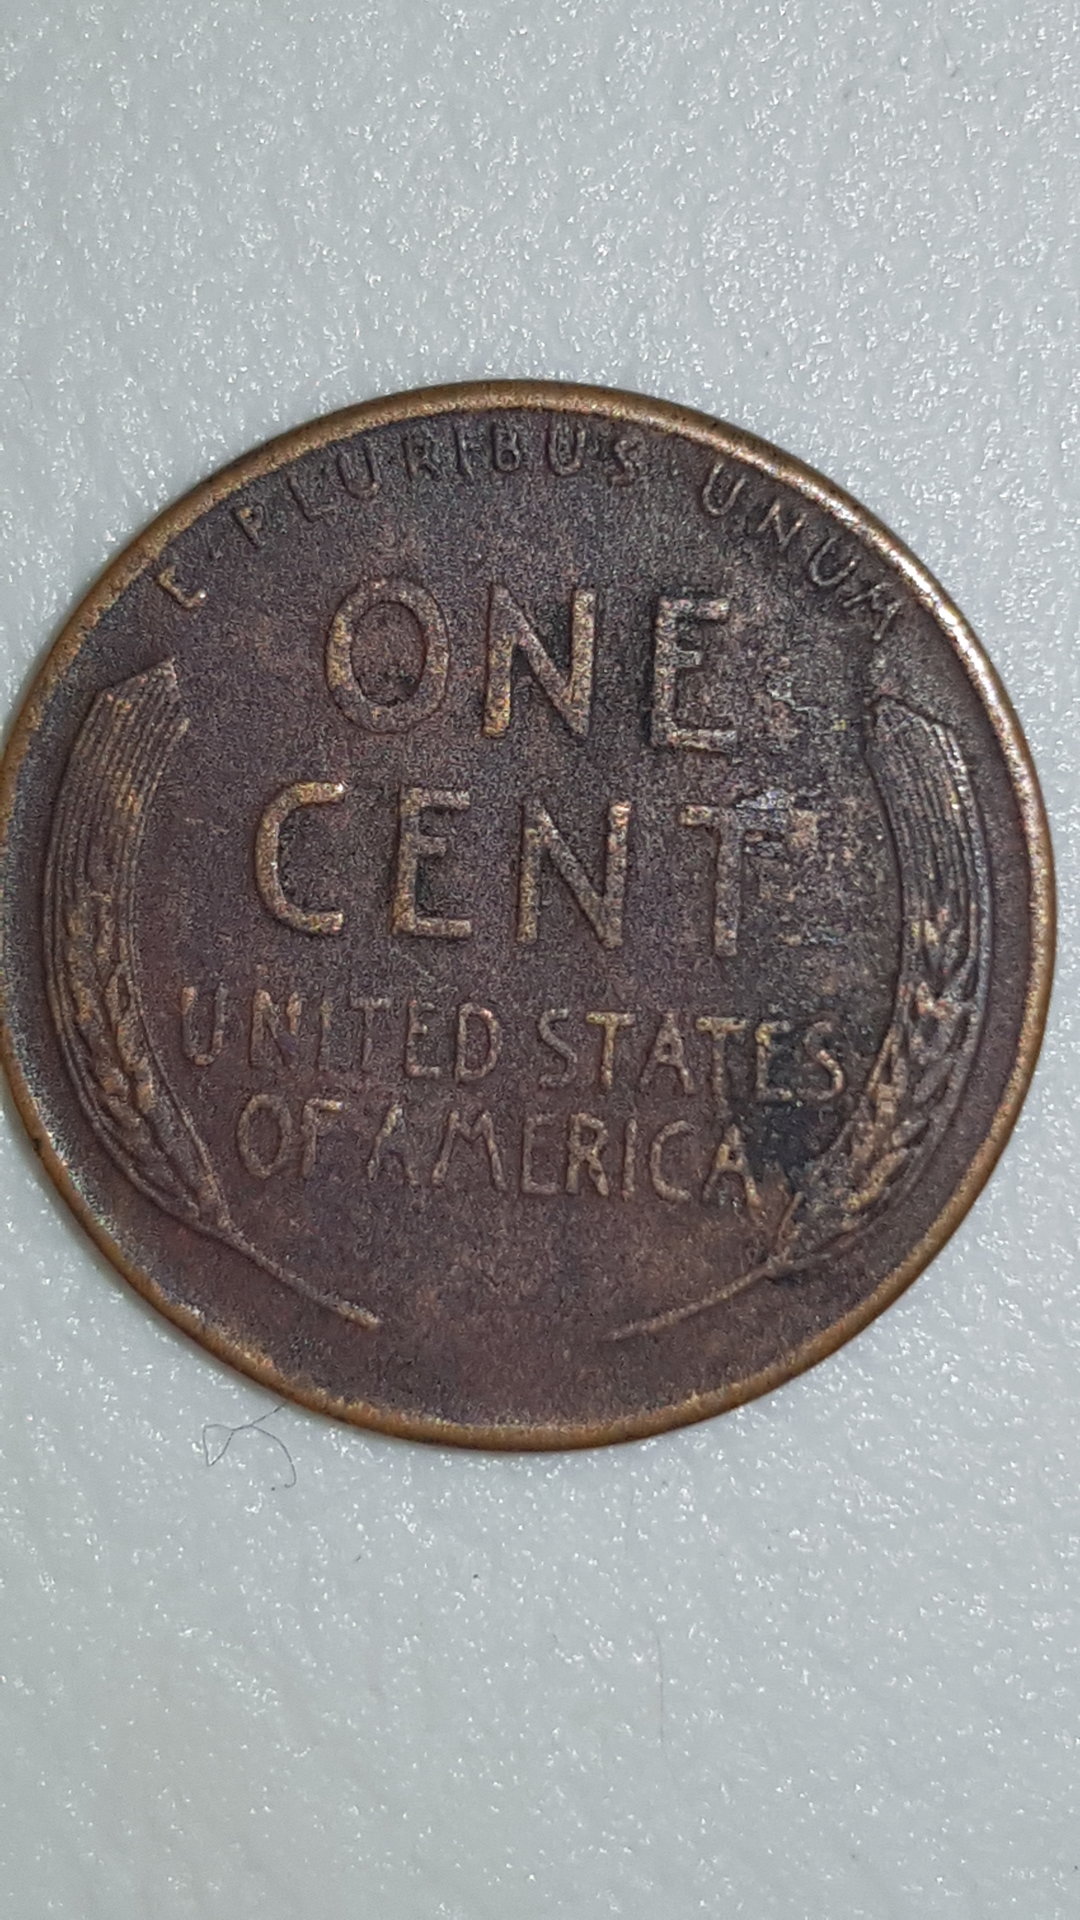 E·PLURIBUS·UNUM
ONE
CENT
UNITED STATES
OF AMERICA